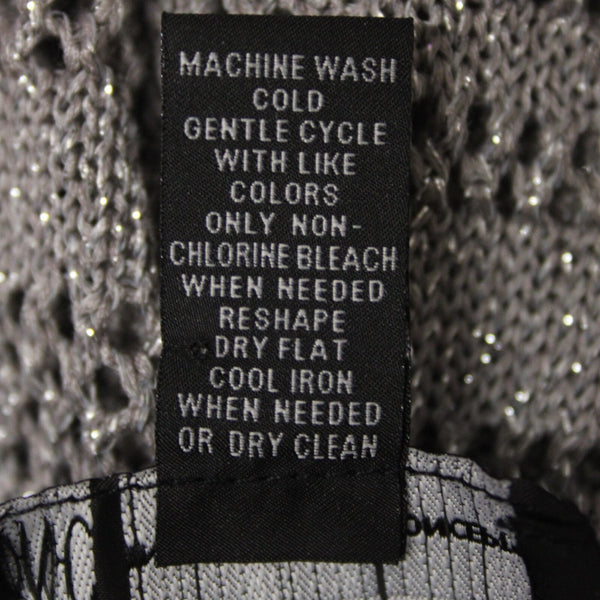 MACHINE WASH
COLD
GENTLE CYCLE
WITH LIKE
COLORS
ONLY NON-
CHLORINE BLEACH
WHEN NEEDED
RESHAPE
DRY FLAT
COOL IRON
WHEN NEEDED
OR DRY CLEAN